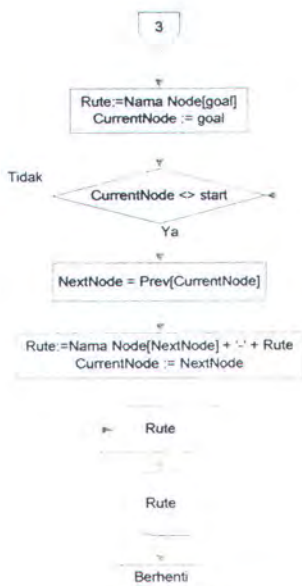 3
Rute:=Nama Node[goal]
CurrentNode := goal
Tidak
CurrentNode <> start
Ya
NextNode = Prev[CurrentNode]
Rute:=Nama Node[NextNode] + '-' + Rute
CurrentNode := NextNode
Rute
Rute
Berhenti